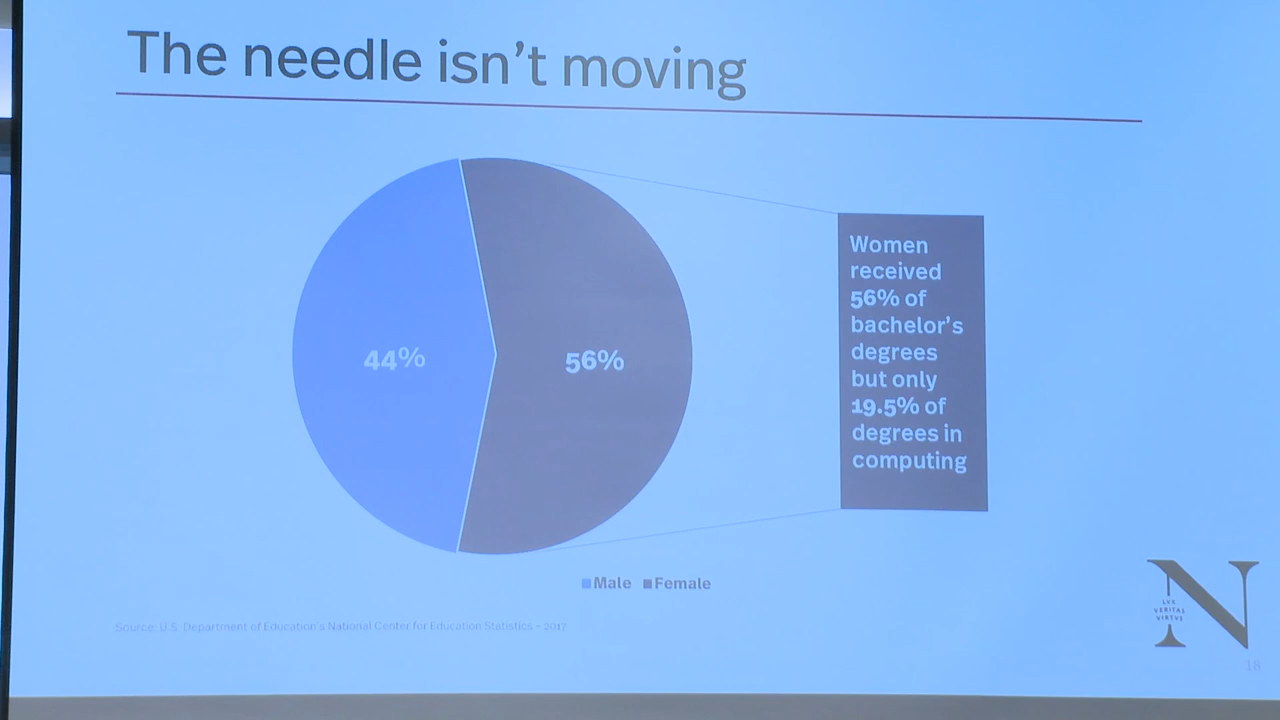 The needle isn't moving
44%
56%
Women
received
56% of
bachelor's
degrees
but only
19.5% of
degrees in
computing
Male Female
Source: U.S. Department of Education's National Center for Education Statistics – 2017
N
LVX
VERITAS
VIRTVS
18